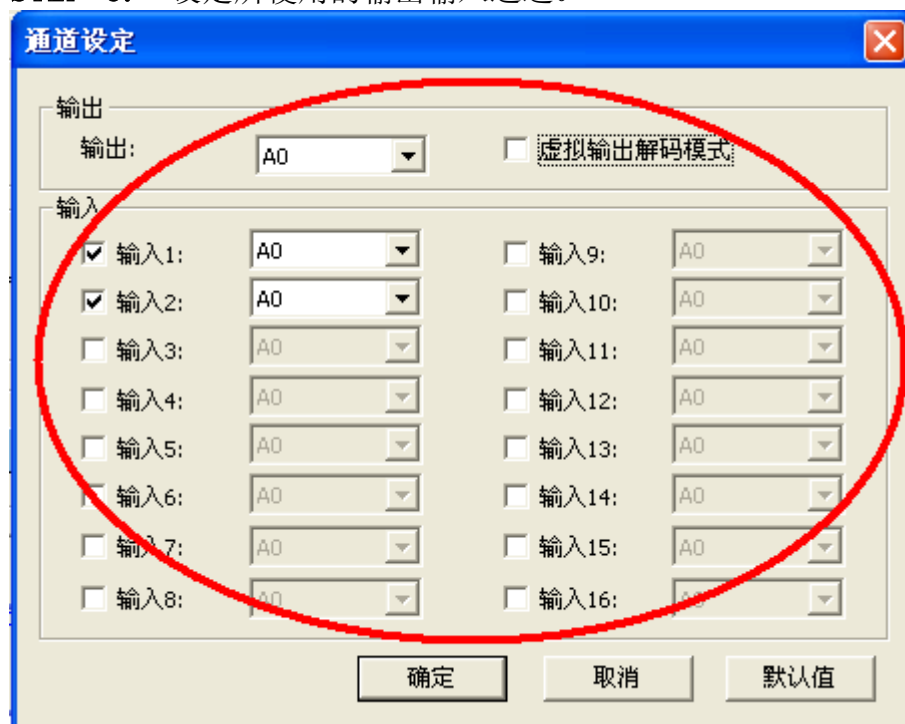 通道设定
输出
输出: A0 虚拟输出解码模式
输入
输入1: A0 输入9: A0
输入2: A0 输入10: A0
输入3: A0 输入11: A0
输入4: A0 输入12: A0
输入5: A0 输入13: A0
输入6: A0 输入14: A0
输入7: A0 输入15: A0
输入8: A0 输入16: A0
确定 取消 默认值